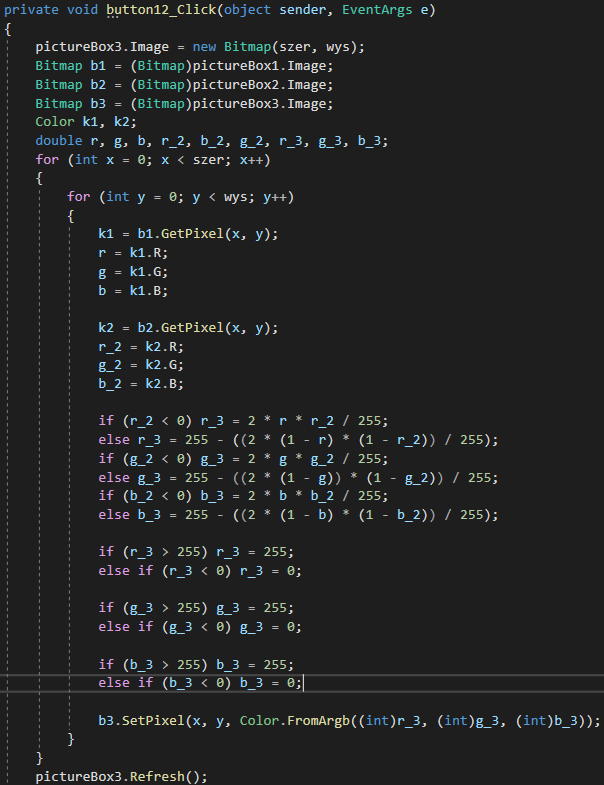 private void button12_Click(object sender, EventArgs e)
{
pictureBox3.Image = new Bitmap(szer, wys);
Bitmap b1 = (Bitmap)pictureBox1.Image;
Bitmap b2 = (Bitmap)pictureBox2.Image;
Bitmap b3 = (Bitmap)pictureBox3.Image;
Color k1, k2;
double r, g, b, r_2, b_2, g_2, r_3, g_3, b_3;
for (int x = 0; x < szer; x++)
{
for (int y = 0; y < wys; y++)
{
k1 = b1.GetPixel(x, y);
r = k1.R;
g = k1.G;
b = k1.B;
k2 = b2.GetPixel(x, y);
r_2 = k2.R;
g_2 = k2.G;
b_2 = k2.B;
if (r_2 < 0) r_3 = 2 * r * r_2 / 255;
else r_3 = 255 - ((2 * (1 - r) * (1 - r_2)) / 255);
if (g_2 < 0) g_3 = 2 * g * g_2 / 255;
else g_3 = 255 - ((2 * (1 - g)) * (1 - g_2)) / 255;
if (b_2 < 0) b_3 = 2 * b * b_2 / 255;
else b_3 = 255 - ((2 * (1 - b) * (1 - b_2)) / 255);
if (r_3 > 255) r_3 = 255;
else if (r_3 < 0) r_3 = 0;
if (g_3 > 255) g_3 = 255;
else if (g_3 < 0) g_3 = 0;
if (b_3 > 255) b_3 = 255;
else if (b_3 < 0) b_3 = 0;
b3.SetPixel(x, y, Color.FromArgb((int)r_3, (int)g_3, (int)b_3));
}
}
pictureBox3.Refresh();